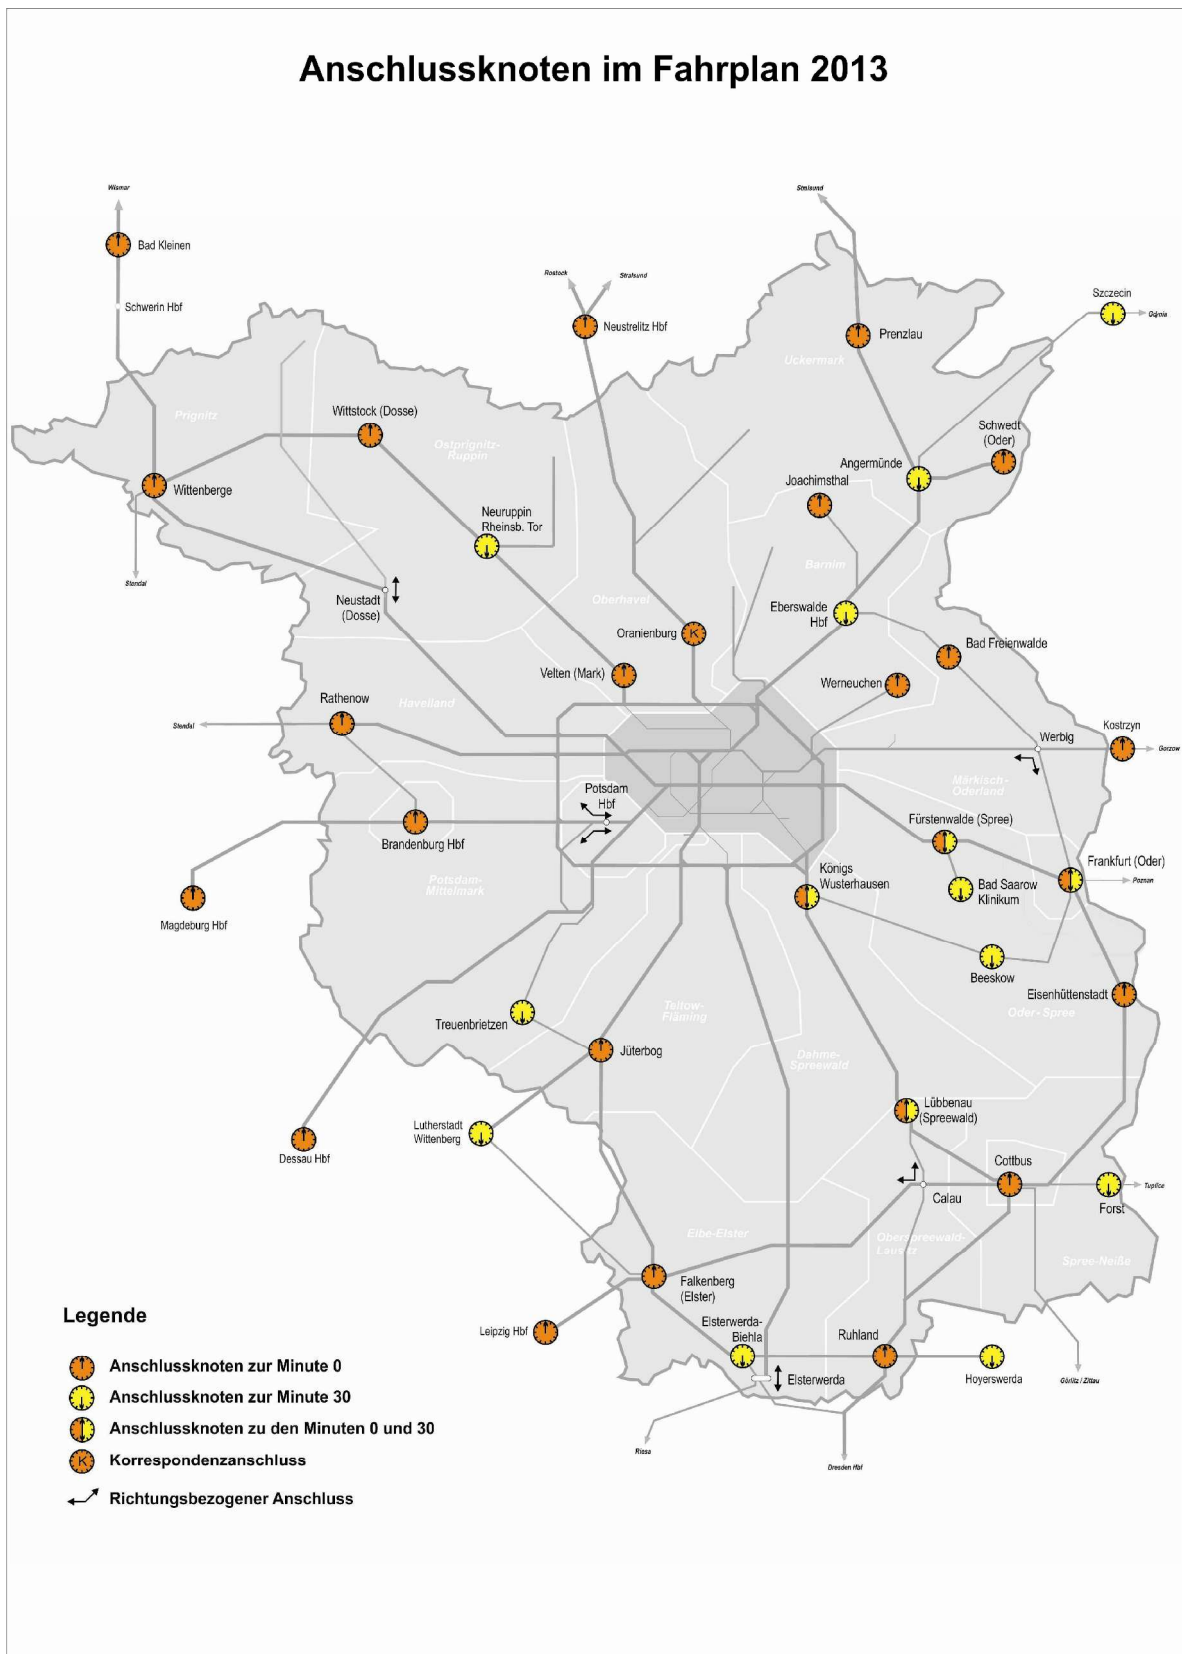 Anschlussknoten im Fahrplan 2013
Wismar
Stralsund
Bad Kleinen
Rostock
Stralsund
Szczecin
Schwerin Hbf
Gdynia
Neustrelitz Hbf
Prenzlau
Uckermark
Prignitz
Wittstock (Dosse)
Ostprignitz-
Ruppin
Schwedt
(Oder)
Angermünde
Joachimsthal
Wittenberge
Neuruppin
Rheinsb. Tor
Stendal
Barnim
Neustadt
(Dosse)
Oberhavel
Eberswalde
Hbf
Oranienburg
K
Bad Freienwalde
Velten (Mark)
Werneuchen
Rathenow
Havelland
Stendal
Kostrzyn
Werbig
Gorzow
Märkisch-
Oderland
Potsdam
Hbf
Fürstenwalde (Spree)
Brandenburg Hbf
Frankfurt (Oder)
Königs
Wusterhausen
Potsdam-
Mittelmark
Bad Saarow
Klinikum
Poznan
Magdeburg Hbf
Beeskow
Eisenhüttenstadt
Teltow-
Fläming
Oder-Spree
Treuenbrietzen
Jüterbog
Dahme-
Spreewald
Lübbenau
(Spreewald)
Lutherstadt
Wittenberg
Dessau Hbf
Cottbus
Calau
Forst
Tuplice
Elbe-Elster
Oberspreewald-
Lausitz
Spree-Neiße
Falkenberg
(Elster)
Legende
Elsterwerda-
Biehla
Leipzig Hbf
Ruhland
Anschlussknoten zur Minute 0
Elsterwerda
Hoyerswerda
Görlitz / Zittau
Anschlussknoten zur Minute 30
Anschlussknoten zu den Minuten 0 und 30
Riesa
K
Korrespondenzanschluss
Dresden Hbf
Richtungsbezogener Anschluss